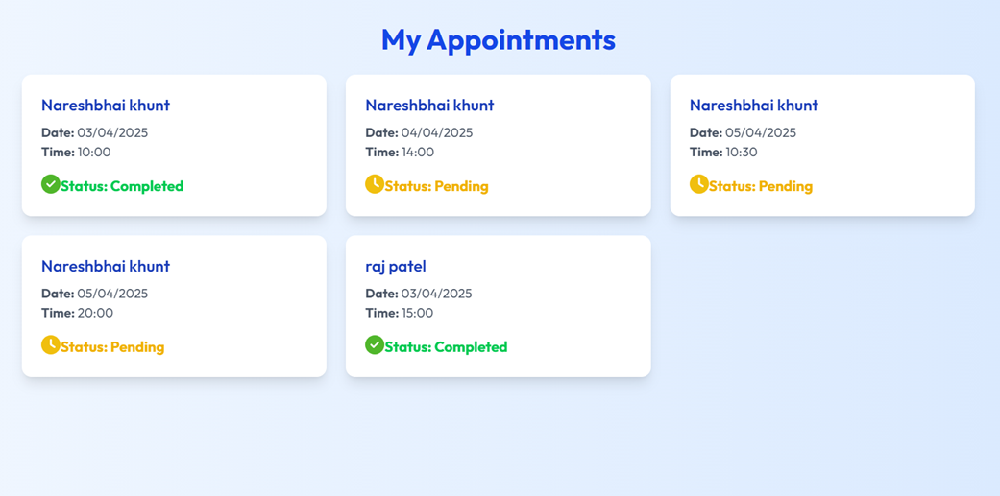 My Appointments
Nareshbhai khunt
Date: 03/04/2025
Time: 10:00
Status: Completed
Nareshbhai khunt
Date: 04/04/2025
Time: 14:00
Status: Pending
Nareshbhai khunt
Date: 05/04/2025
Time: 10:30
Status: Pending
Nareshbhai khunt
Date: 05/04/2025
Time: 20:00
Status: Pending
raj patel
Date: 03/04/2025
Time: 15:00
Status: Completed